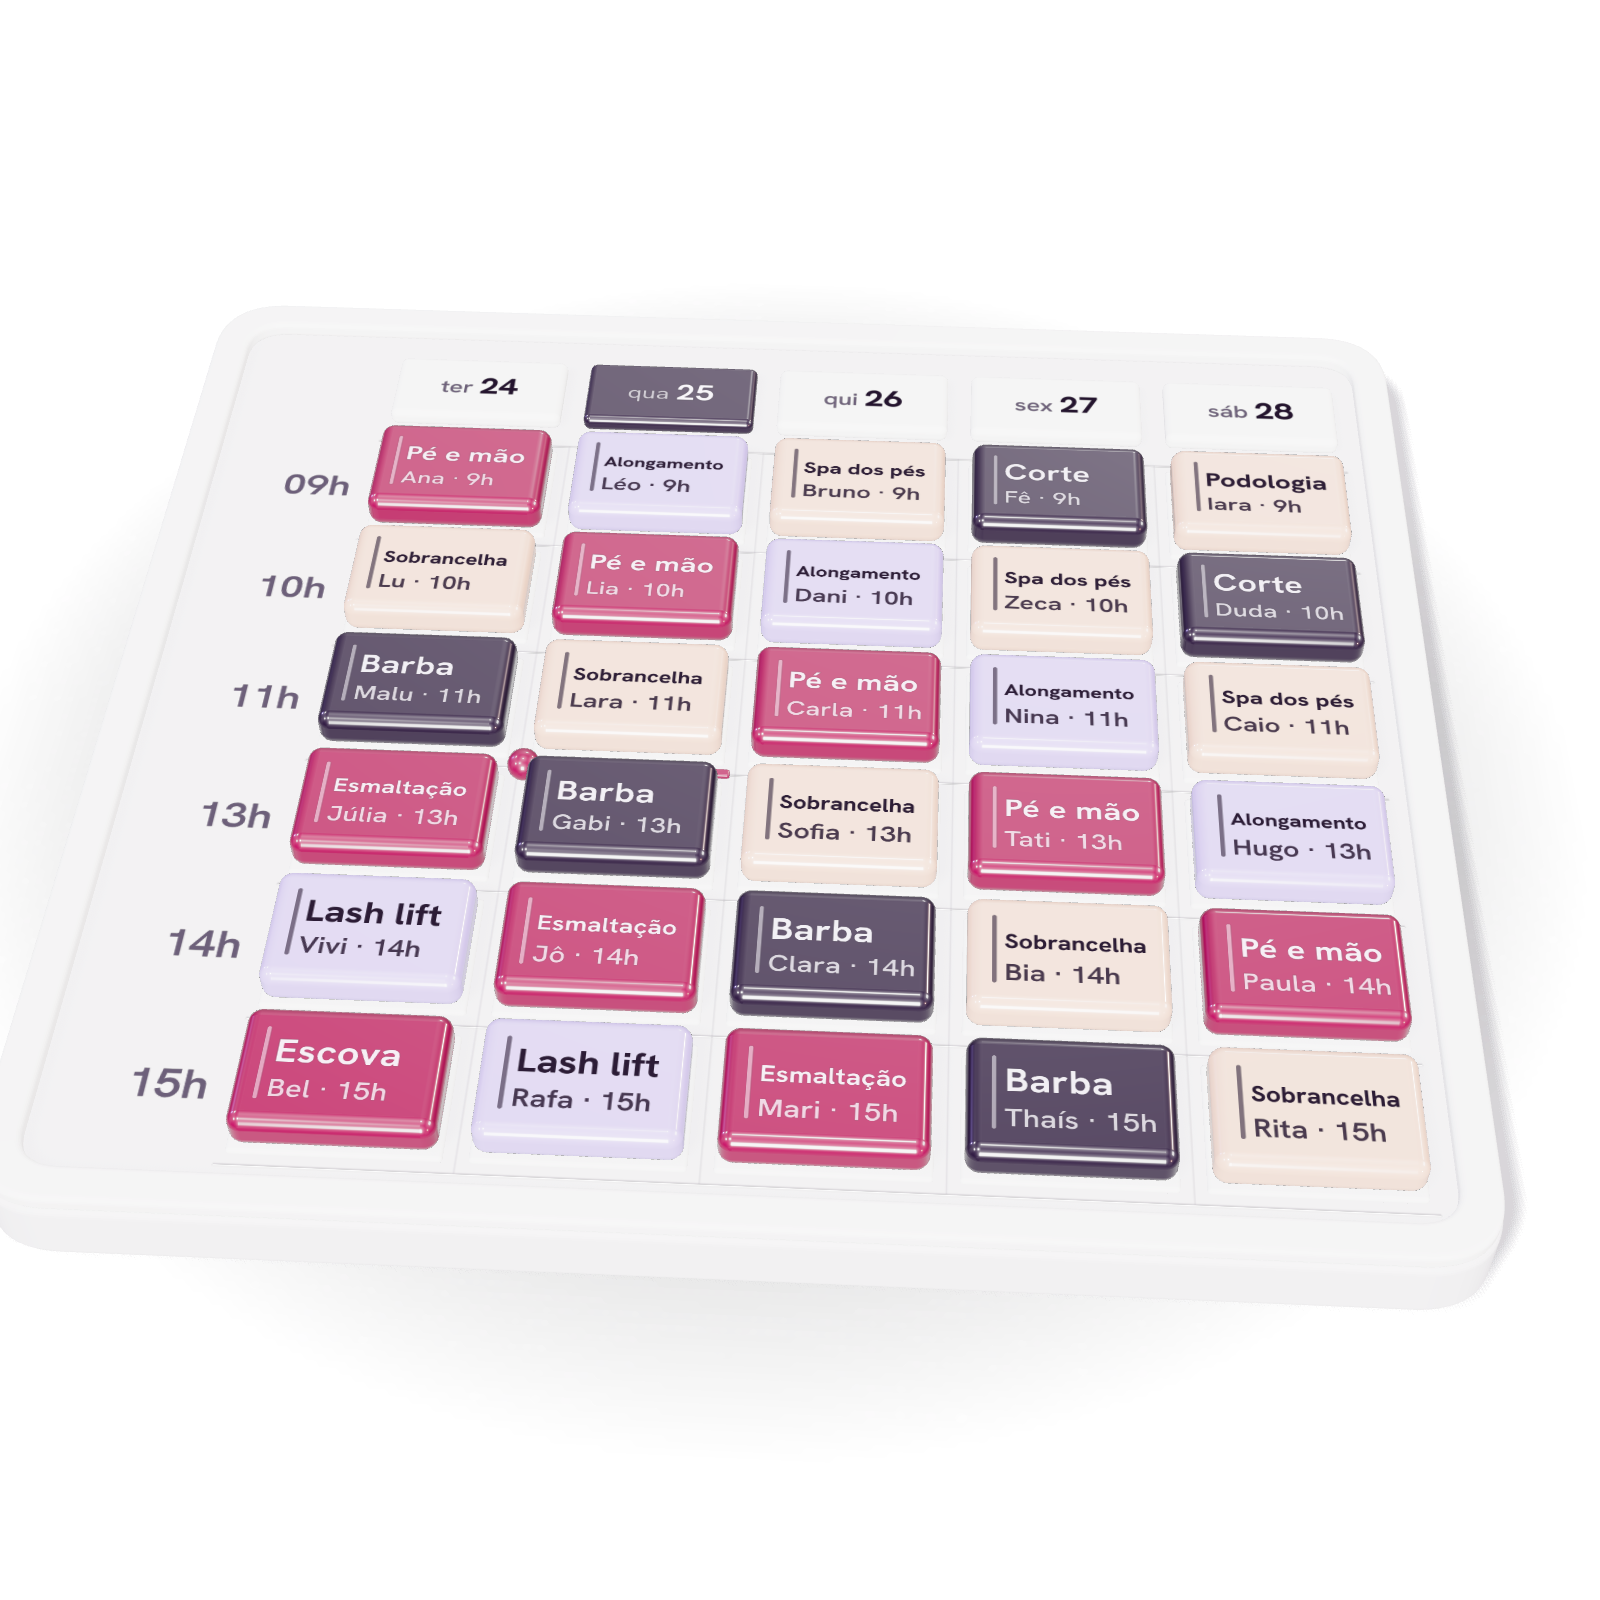 ter 24
qua 25
qui 26
sex 27
sáb 28
09h
Pé e mão
Ana · 9h
Alongamento
Léo · 9h
Spa dos pés
Bruno · 9h
Corte
Fê · 9h
Podologia
Iara · 9h
10h
Sobrancelha
Lu · 10h
Pé e mão
Lia · 10h
Alongamento
Dani · 10h
Spa dos pés
Zeca · 10h
Corte
Duda · 10h
11h
Barba
Malu · 11h
Sobrancelha
Lara · 11h
Pé e mão
Carla · 11h
Alongamento
Nina · 11h
Spa dos pés
Caio · 11h
13h
Esmaltação
Júlia · 13h
Barba
Gabi · 13h
Sobrancelha
Sofia · 13h
Pé e mão
Tati · 13h
Alongamento
Hugo · 13h
14h
Lash lift
Vivi · 14h
Esmaltação
Jô · 14h
Barba
Clara · 14h
Sobrancelha
Bia · 14h
Pé e mão
Paula · 14h
15h
Escova
Bel · 15h
Lash lift
Rafa · 15h
Esmaltação
Mari · 15h
Barba
Thaís · 15h
Sobrancelha
Rita · 15h